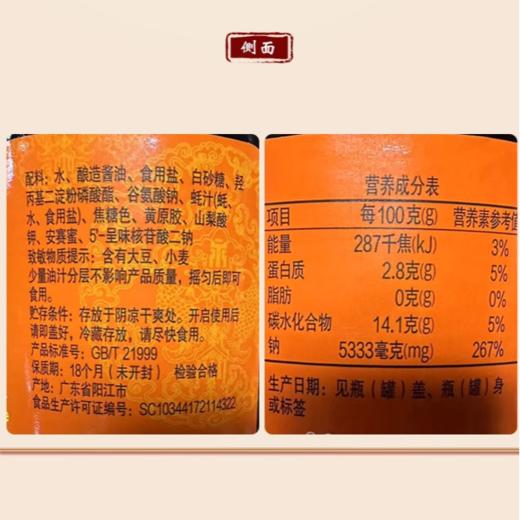 侧面
配料：水、酿造酱油、食用盐、白砂糖、羟
丙基二淀粉磷酸酯、谷氨酸钠、蚝汁(蚝、
水、食用盐)、焦糖色、黄原胶、山梨酸
钾、安赛蜜、5'-呈味核苷酸二钠
致敏物质提示：含有大豆、小麦
少量油汁分层不影响产品质量，摇匀后即可
食用。
贮存条件：存放于阴凉干爽处。开启使用后
请即盖好，冷藏存放，请尽快食用。
产品标准号：GB/T 21999
保质期：18个月（未开封） 检验合格
产地：广东省阳江市
食品生产许可证编号：SC10344172114322
营养成分表
项目 每100克(g) 营养素参考值
能量 287千焦(kJ) 3%
蛋白质 2.8克(g) 5%
脂肪 0克(g) 0%
碳水化合物 14.1克(g) 5%
钠 5333毫克(mg) 267%
生产日期：见瓶（罐）盖、瓶（罐）身
或标签